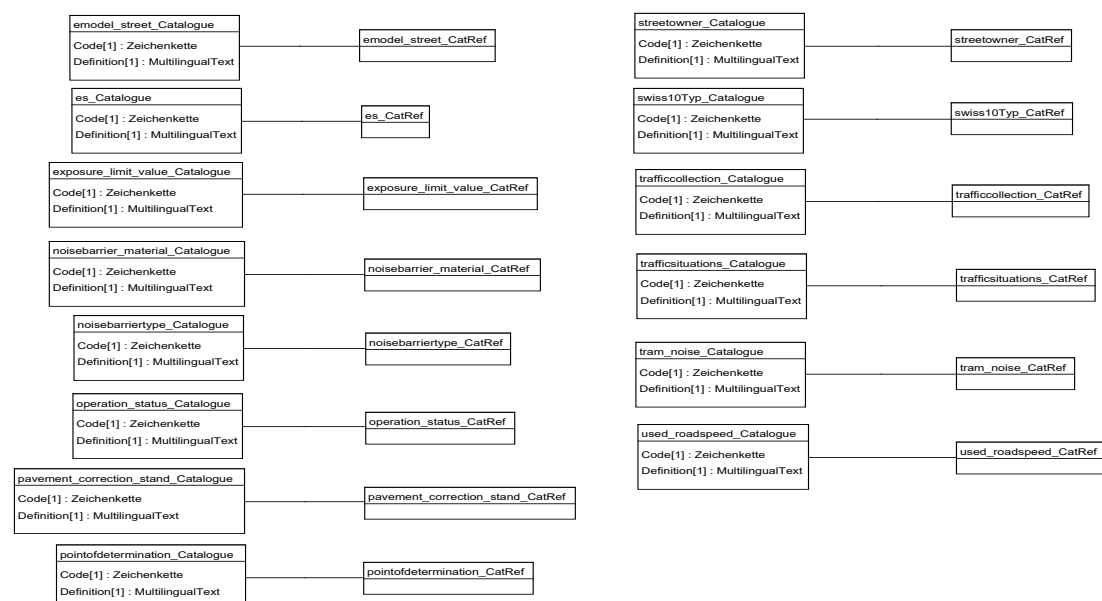 emodel_street_Catalogue
Code[1] : Zeichenkette
Definition[1] : MultilingualText
emodel_street_CatRef
es_Catalogue
Code[1] : Zeichenkette
Definition[1] : MultilingualText
es_CatRef
exposure_limit_value_Catalogue
Code[1] : Zeichenkette
Definition[1] : MultilingualText
exposure_limit_value_CatRef
noisebarrier_material_Catalogue
Code[1] : Zeichenkette
Definition[1] : MultilingualText
noisebarrier_material_CatRef
noisebarriertype_Catalogue
Code[1] : Zeichenkette
Definition[1] : MultilingualText
noisebarriertype_CatRef
operation_status_Catalogue
Code[1] : Zeichenkette
Definition[1] : MultilingualText
operation_status_CatRef
pavement_correction_stand_Catalogue
Code[1] : Zeichenkette
Definition[1] : MultilingualText
pavement_correction_stand_CatRef
pointofdetermination_Catalogue
Code[1] : Zeichenkette
Definition[1] : MultilingualText
pointofdetermination_CatRef
streetowner_Catalogue
Code[1] : Zeichenkette
Definition[1] : MultilingualText
streetowner_CatRef
swiss10Typ_Catalogue
Code[1] : Zeichenkette
Definition[1] : MultilingualText
swiss10Typ_CatRef
trafficcollection_Catalogue
Code[1] : Zeichenkette
Definition[1] : MultilingualText
trafficcollection_CatRef
trafficsituations_Catalogue
Code[1] : Zeichenkette
Definition[1] : MultilingualText
trafficsituations_CatRef
tram_noise_Catalogue
Code[1] : Zeichenkette
Definition[1] : MultilingualText
tram_noise_CatRef
used_roadspeed_Catalogue
Code[1] : Zeichenkette
Definition[1] : MultilingualText
used_roadspeed_CatRef